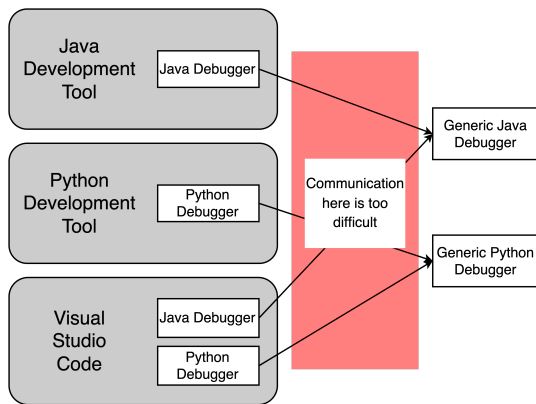 Java
Development
Tool
Java Debugger
Python
Development
Tool
Python
Debugger
Visual
Studio
Code
Java Debugger
Python
Debugger
Communication
here is too
difficult
Generic Java
Debugger
Generic Python
Debugger